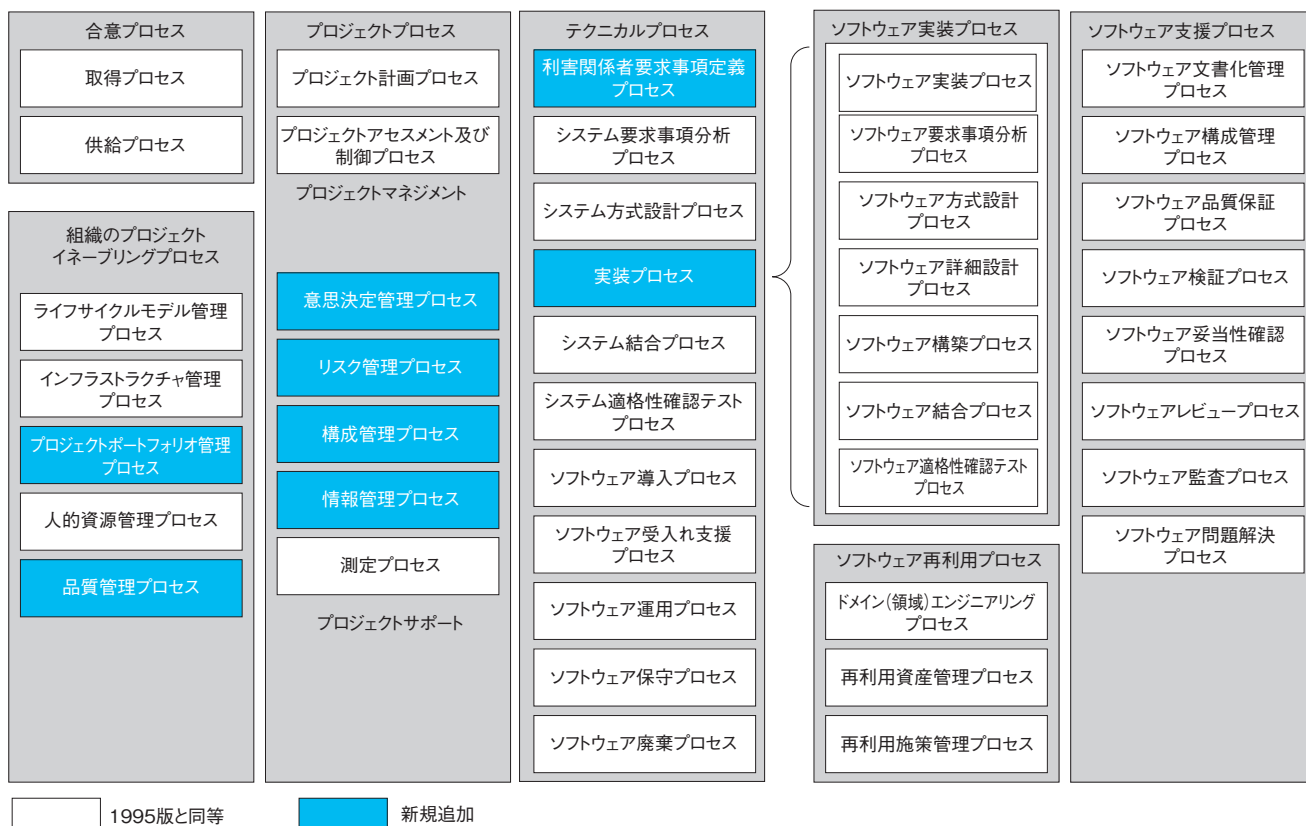 合意プロセス
取得プロセス
供給プロセス
組織のプロジェクト
イネーブリングプロセス
ライフサイクルモデル管理
プロセス
インフラストラクチャ管理
プロセス
プロジェクトポートフォリオ管理
プロセス
人的資源管理プロセス
品質管理プロセス
プロジェクトプロセス
プロジェクト計画プロセス
プロジェクトアセスメント及び
制御プロセス
プロジェクトマネジメント
意思決定管理プロセス
リスク管理プロセス
構成管理プロセス
情報管理プロセス
測定プロセス
プロジェクトサポート
テクニカルプロセス
利害関係者要求事項定義
プロセス
システム要求事項分析
プロセス
システム方式設計プロセス
実装プロセス
システム結合プロセス
システム適格性確認テスト
プロセス
ソフトウェア導入プロセス
ソフトウェア受入れ支援
プロセス
ソフトウェア運用プロセス
ソフトウェア保守プロセス
ソフトウェア廃棄プロセス
ソフトウェア実装プロセス
ソフトウェア実装プロセス
ソフトウェア要求事項分析
プロセス
ソフトウェア方式設計
プロセス
ソフトウェア詳細設計
プロセス
ソフトウェア構築プロセス
ソフトウェア結合プロセス
ソフトウェア適格性確認テスト
プロセス
ソフトウェア再利用プロセス
ドメイン(領域)エンジニアリング
プロセス
再利用資産管理プロセス
再利用施策管理プロセス
ソフトウェア支援プロセス
ソフトウェア文書化管理
プロセス
ソフトウェア構成管理
プロセス
ソフトウェア品質保証
プロセス
ソフトウェア検証プロセス
ソフトウェア妥当性確認
プロセス
ソフトウェアレビュープロセス
ソフトウェア監査プロセス
ソフトウェア問題解決
プロセス
1995版と同等
新規追加